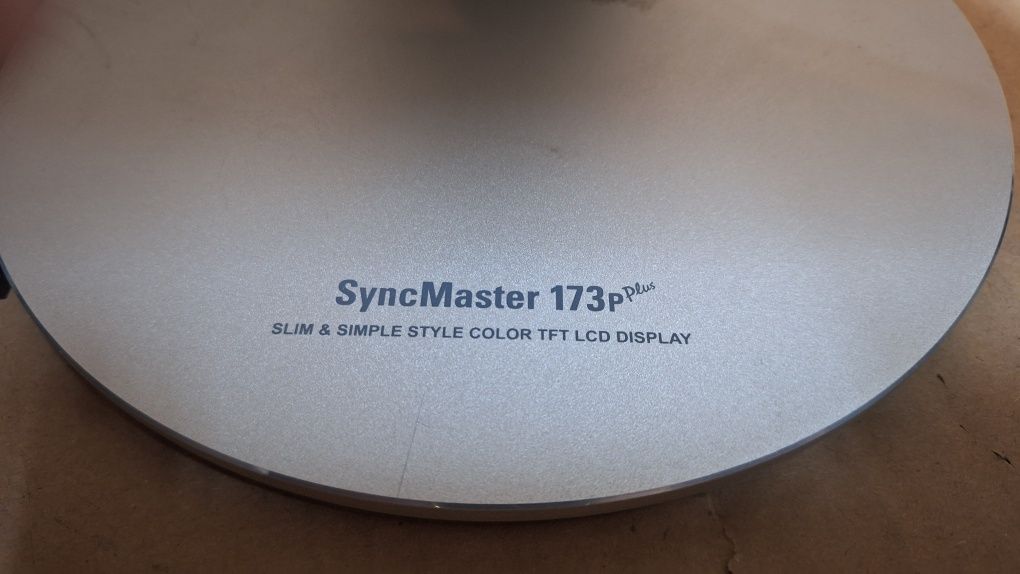 SyncMaster 173P Plus
SLIM & SIMPLE STYLE COLOR TFT LCD DISPLAY